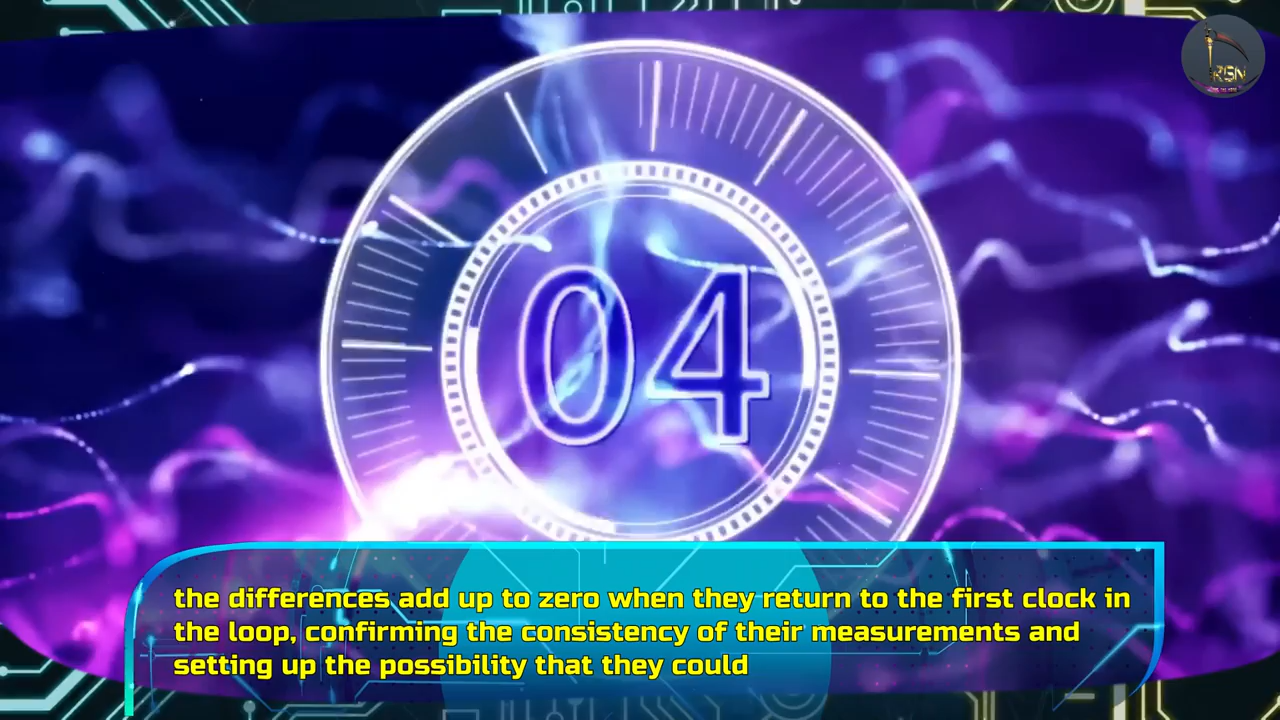 RGN
04
the differences add up to zero when they return to the first clock in
the loop, confirming the consistency of their measurements and
setting up the possibility that they could